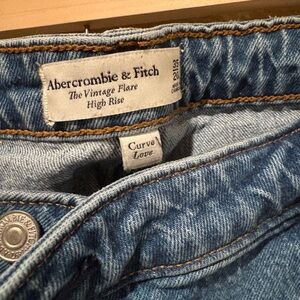 Abercrombie & Fitch
The Vintage Flare
High Rise
Curve
Love